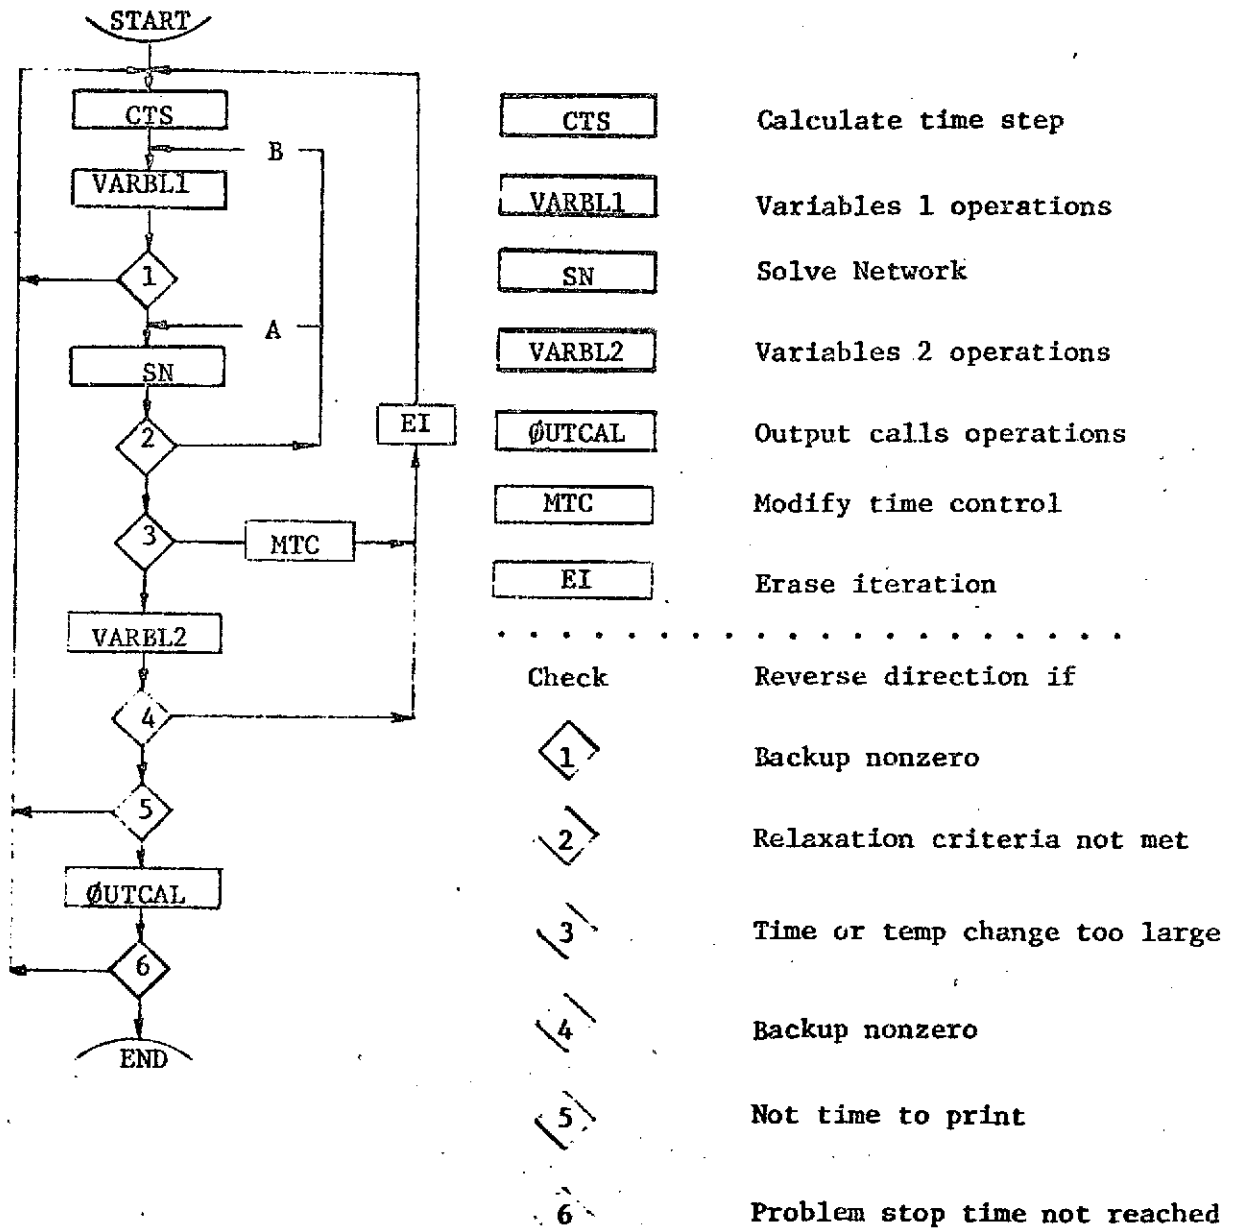 START
CTS
B
VARBL1
1
A
SN
2
EI
3
MTC
VARBL2
4
5
ØUTCAL
6
END
CTS Calculate time step
VARBL1 Variables 1 operations
SN Solve Network
VARBL2 Variables 2 operations
ØUTCAL Output calls operations
MTC Modify time control
EI Erase iteration
Check Reverse direction if
1 Backup nonzero
2 Relaxation criteria not met
3 Time or temp change too large
4 Backup nonzero
5 Not time to print
6 Problem stop time not reached